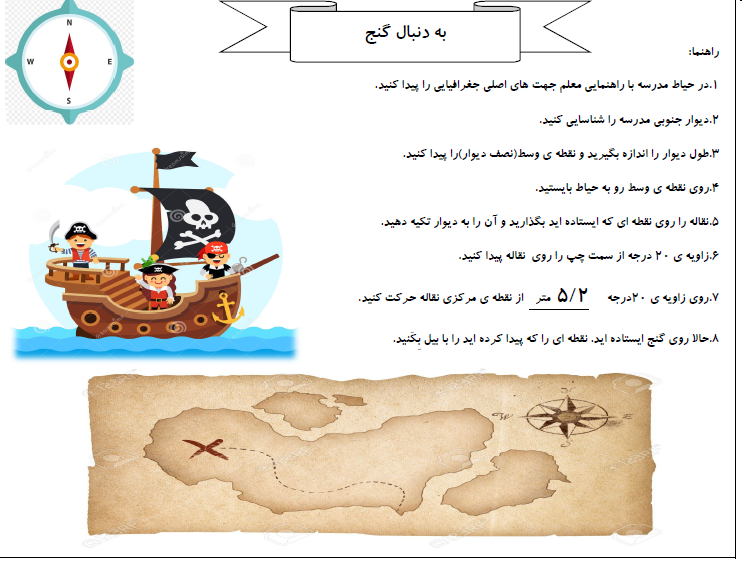 به دنبال گنج
N
W
E
S
راهنما:
۱.در حیاط مدرسه با راهنمایی معلم جهت های اصلی جغرافیایی را پیدا کنید.
۲.دیوار جنوبی مدرسه را شناسایی کنید.
۳.طول دیوار را اندازه بگیرید و نقطه ی وسط(نصف دیوار)را پیدا کنید.
۴.روی نقطه ی وسط رو به حیاط بایستید.
۵.نقاله را روی نقطه ای که ایستاده اید بگذارید و آن را به دیوار تکیه دهید.
۶.زاویه ی ۲۰ درجه از سمت چپ را روی نقاله پیدا کنید.
۷.روی زاویه ی ۲۰درجه ۵/۲ متر از نقطه ی مرکزی نقاله حرکت کنید.
۸.حالا روی گنج ایستاده اید. نقطه ای را که پیدا کرده اید را با بیل بِکَنید.
W E